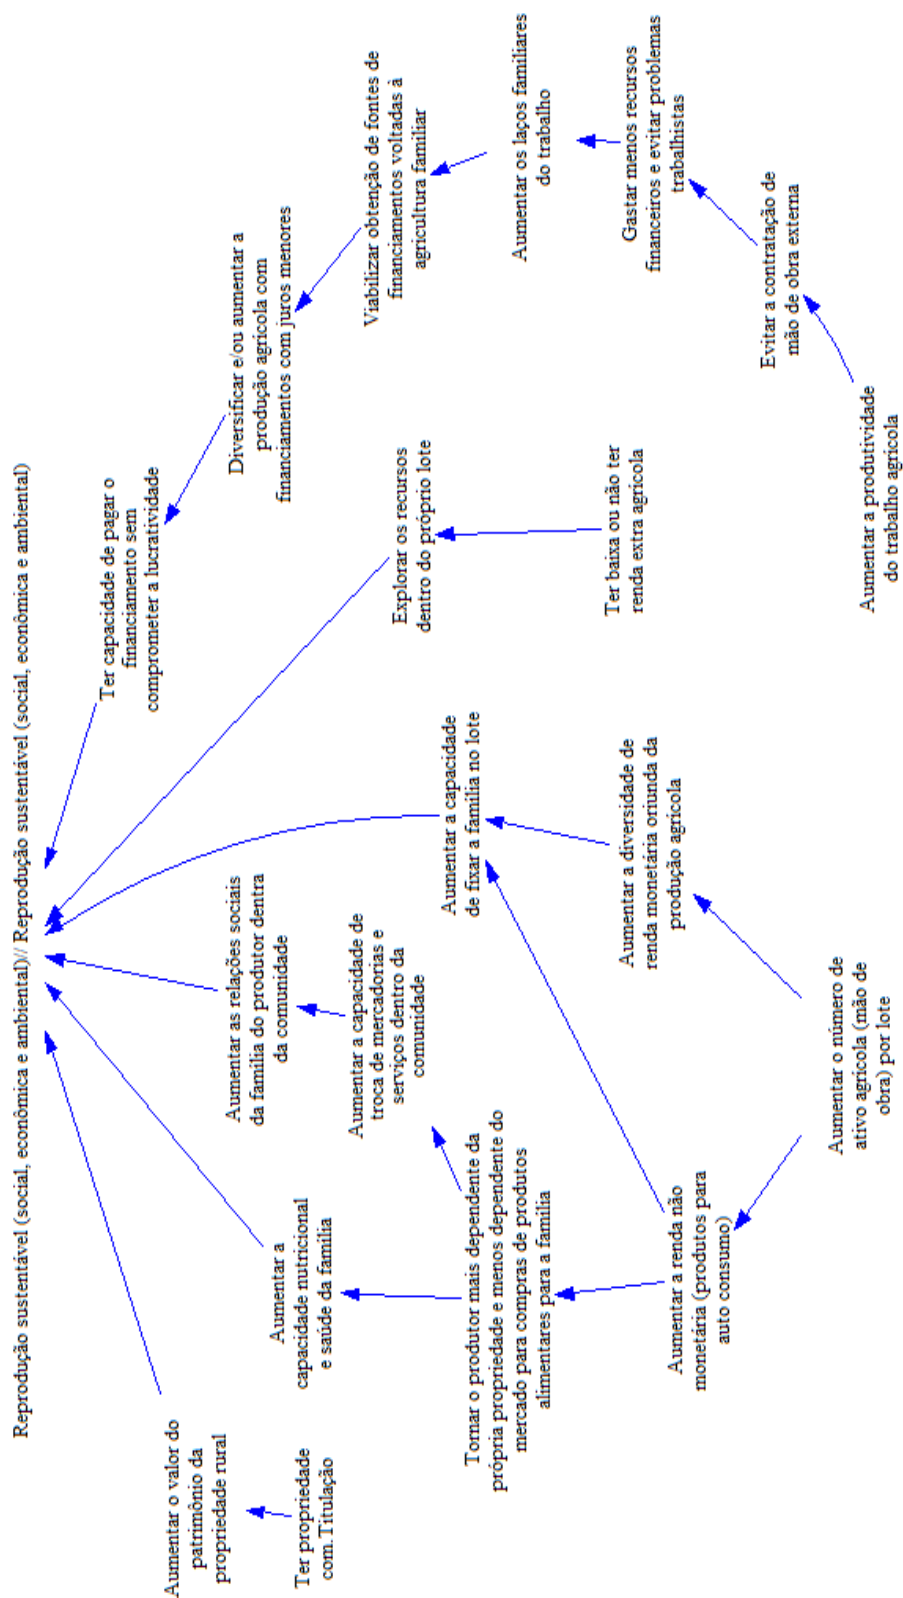 Reprodução sustentável (social, econômica e ambiental)// Reprodução sustentável (social, econômica e ambiental)
Aumentar o valor do
patrimônio da
propriedade rural
Ter propriedade
com.Titulação
Aumentar a
capacidade nutricional
e saúde da família
Aumentar as relações sociais
da família do produtor dentra
da comunidade
Aumentar a capacidade de
troca de mercadorias e
serviços dentro da
comunidade
Tornar o produtor mais dependente da
própria propriedade e menos dependente do
mercado para compras de produtos
alimentares para a família
Aumentar a renda não
monetária (produtos para
auto consumo)
Aumentar o número de
ativo agrícola (mão de
obra) por lote
Aumentar a capacidade
de fixar a família no lote
Aumentar a diversidade de
renda monetária oriunda da
produção agrícola
Ter capacidade de pagar o
financiamento sem
comprometer a lucratividade
Explorar os recursos
dentro do próprio lote
Ter baixa ou não ter
renda extra agrícola
Diversificar e/ou aumentar a
produção agrícola com
financiamentos com juros menores
Viabilizar obtenção de fontes de
financiamentos voltadas à
agricultura familiar
Aumentar os laços familiares
do trabalho
Gastar menos recursos
financeiros e evitar problemas
trabalhistas
Evitar a contratação de
mão de obra externa
Aumentar a produtividade
do trabalho agrícola